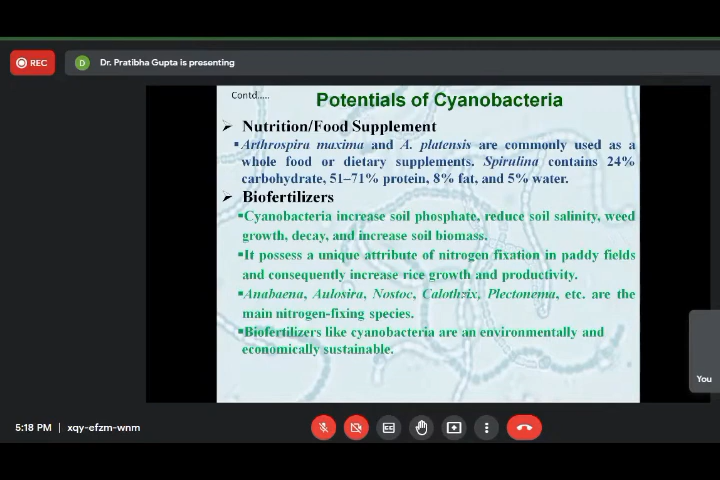 REC
D
Dr. Pratibha Gupta is presenting
Contd.....
Potentials of Cyanobacteria
➢ Nutrition/Food Supplement
▪Arthrospira maxima and A. platensis are commonly used as a
whole food or dietary supplements. Spirulina contains 24%
carbohydrate, 51–71% protein, 8% fat, and 5% water.
➢ Biofertilizers
▪Cyanobacteria increase soil phosphate, reduce soil salinity, weed
growth, decay, and increase soil biomass.
▪It possess a unique attribute of nitrogen fixation in paddy fields
and consequently increase rice growth and productivity.
▪Anabaena, Aulosira, Nostoc, Calothrix, Plectonema, etc. are the
main nitrogen-fixing species.
▪Biofertilizers like cyanobacteria are an environmentally and
economically sustainable.
You
5:18 PM | xqy-efzm-wnm
CC